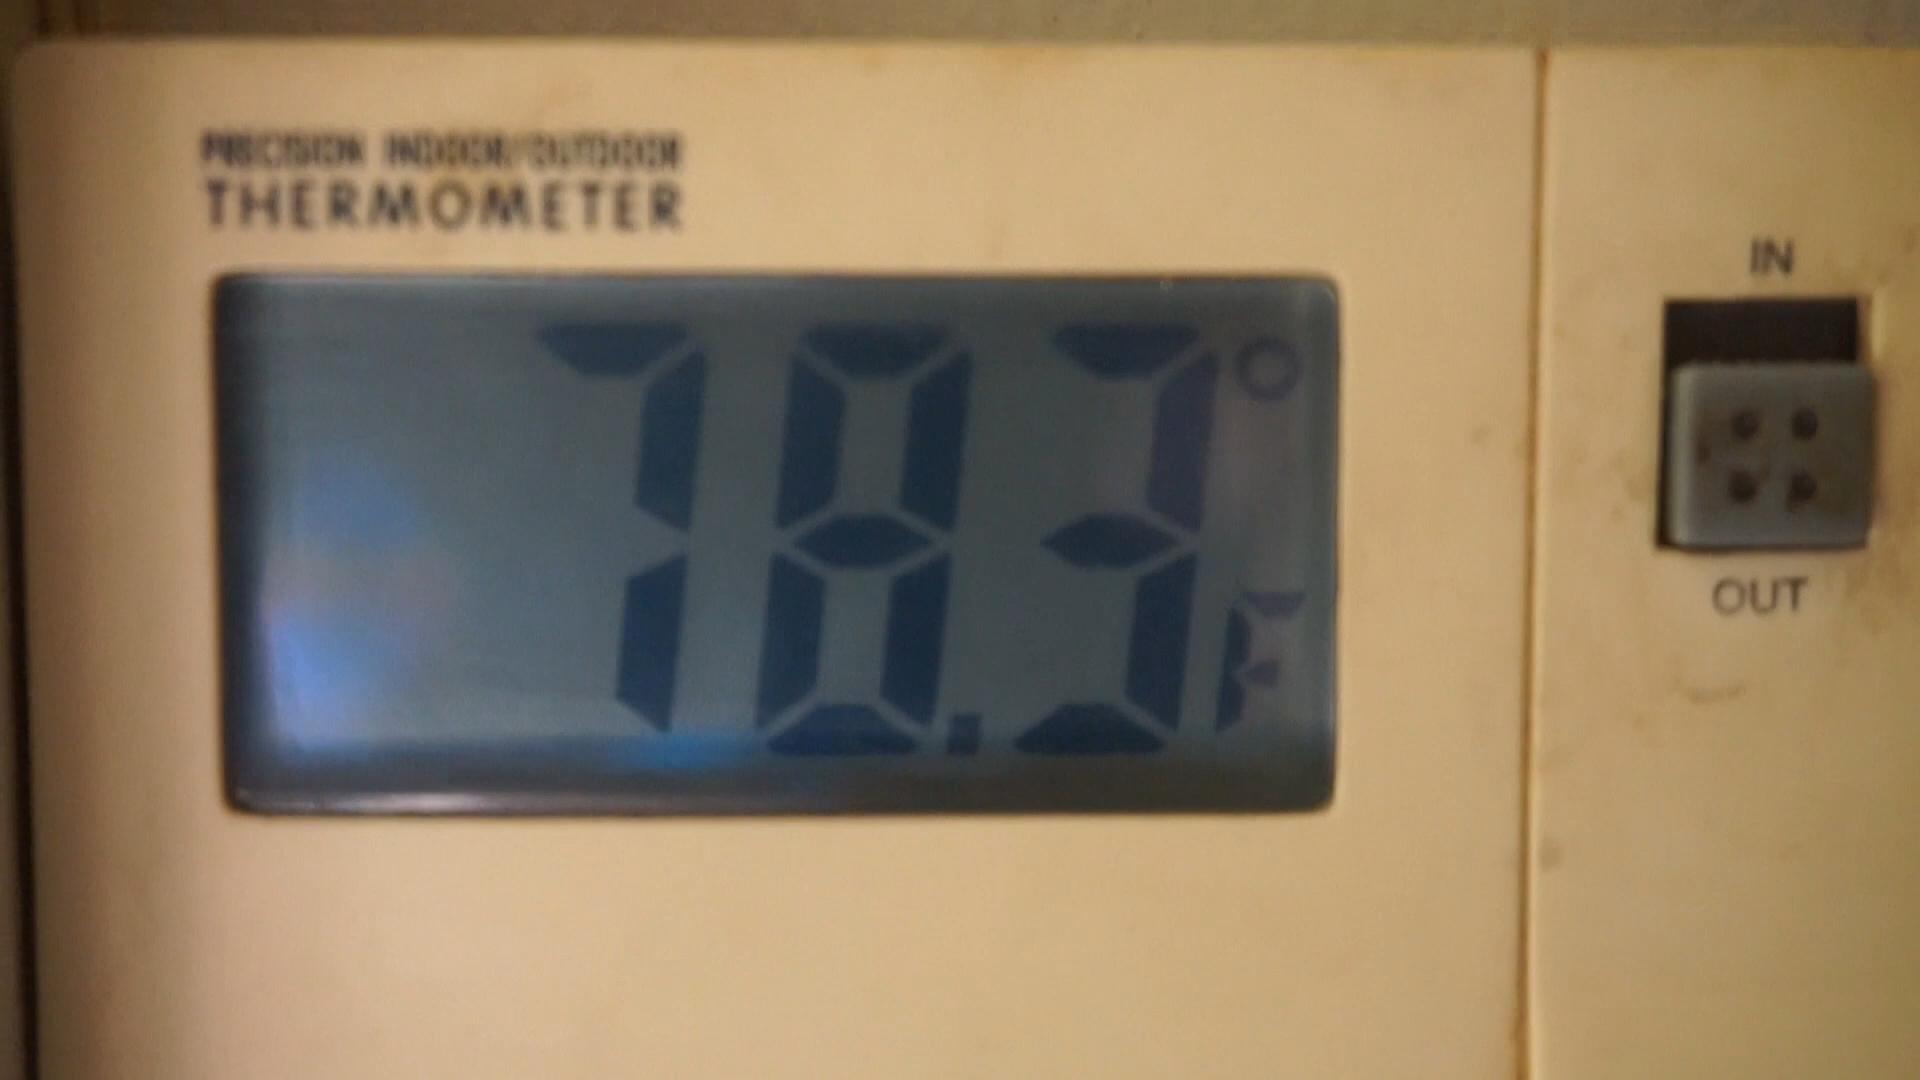 PRECISION INDOOR/OUTDOOR
THERMOMETER
78.3°F
IN
OUT